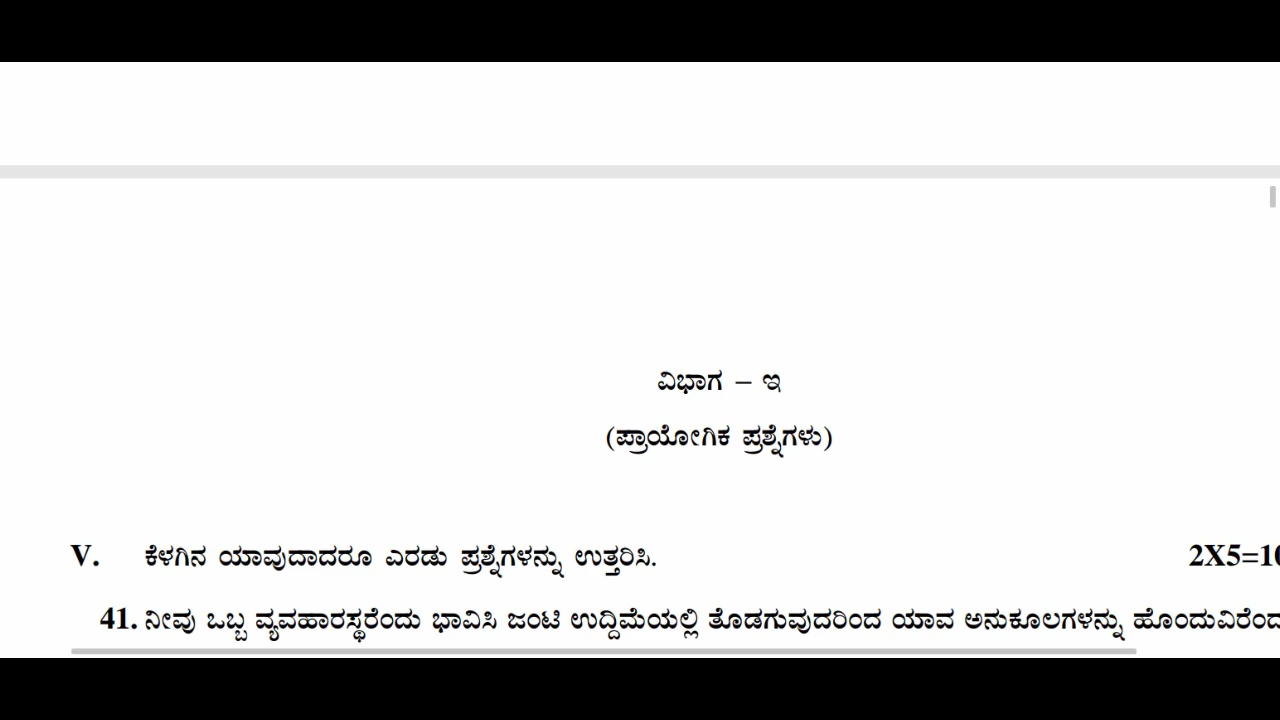 ವಿಭಾಗ – ಇ
(ಪ್ರಾಯೋಗಿಕ ಪ್ರಶ್ನೆಗಳು)
V. ಕೆಳಗಿನ ಯಾವುದಾದರೂ ಎರಡು ಪ್ರಶ್ನೆಗಳನ್ನು ಉತ್ತರಿಸಿ. 2X5=10
41. ನೀವು ಒಬ್ಬ ವ್ಯವಹಾರಸ್ಥರೆಂದು ಭಾವಿಸಿ ಜಂಟಿ ಉದ್ದಿಮೆಯಲ್ಲಿ ತೊಡಗುವುದರಿಂದ ಯಾವ ಅನುಕೂಲಗಳನ್ನು